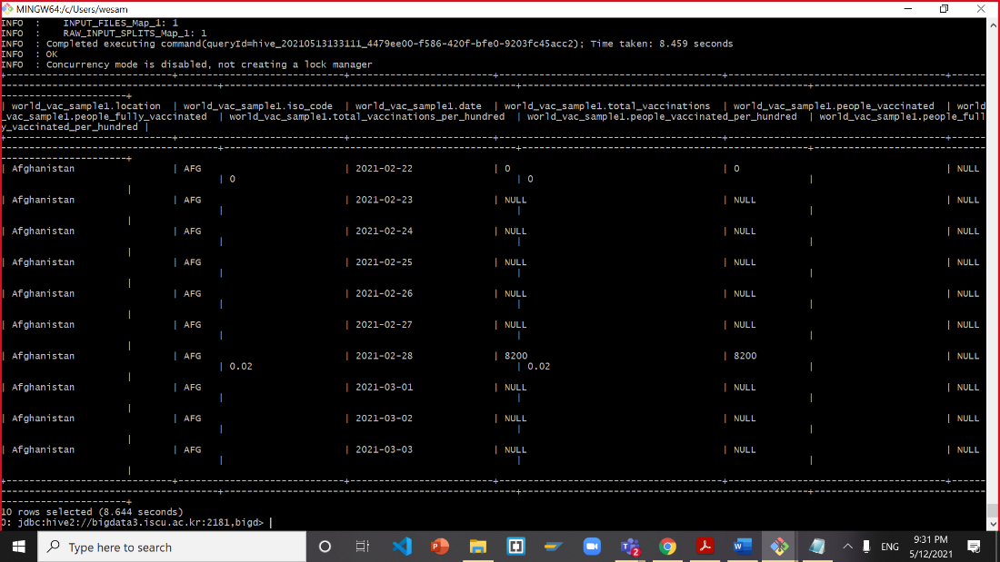 MINGW64:/c/Users/wesam
INFO  :     INPUT_FILES_Map_1: 1
INFO  :     RAW_INPUT_SPLITS_Map_1: 1
INFO  : Completed executing command(queryId=hive_20210513133111_4479ee00-f586-420f-bfe0-9203fc45acc2); Time taken: 8.459 seconds
INFO  : OK
INFO  : Concurrency mode is disabled, not creating a lock manager
| world_vac_sample1.location | world_vac_sample1.iso_code | world_vac_sample1.date | world_vac_sample1.total_vaccinations | world_vac_sample1.people_vaccinated | world
_vac_sample1.people_fully_vaccinated | world_vac_sample1.total_vaccinations_per_hundred | world_vac_sample1.people_vaccinated_per_hundred | world_vac_sample1.people_full
y_vaccinated_per_hundred |
| Afghanistan | AFG | 2021-02-22 | 0 | 0 | NULL
| 0 | 0 |
|
| Afghanistan | AFG | 2021-02-23 | NULL | NULL | NULL
| | |
|
| Afghanistan | AFG | 2021-02-24 | NULL | NULL | NULL
| | |
|
| Afghanistan | AFG | 2021-02-25 | NULL | NULL | NULL
| | |
|
| Afghanistan | AFG | 2021-02-26 | NULL | NULL | NULL
| | |
|
| Afghanistan | AFG | 2021-02-27 | NULL | NULL | NULL
| | |
|
| Afghanistan | AFG | 2021-02-28 | 8200 | 8200 | NULL
| 0.02 | 0.02 |
|
| Afghanistan | AFG | 2021-03-01 | NULL | NULL | NULL
| | |
|
| Afghanistan | AFG | 2021-03-02 | NULL | NULL | NULL
| | |
|
| Afghanistan | AFG | 2021-03-03 | NULL | NULL | NULL
| | |
|
10 rows selected (8.644 seconds)
0: jdbc:hive2://bigdata3.iscu.ac.kr:2181,bigd>
Type here to search
2
ENG
9:31 PM
5/12/2021